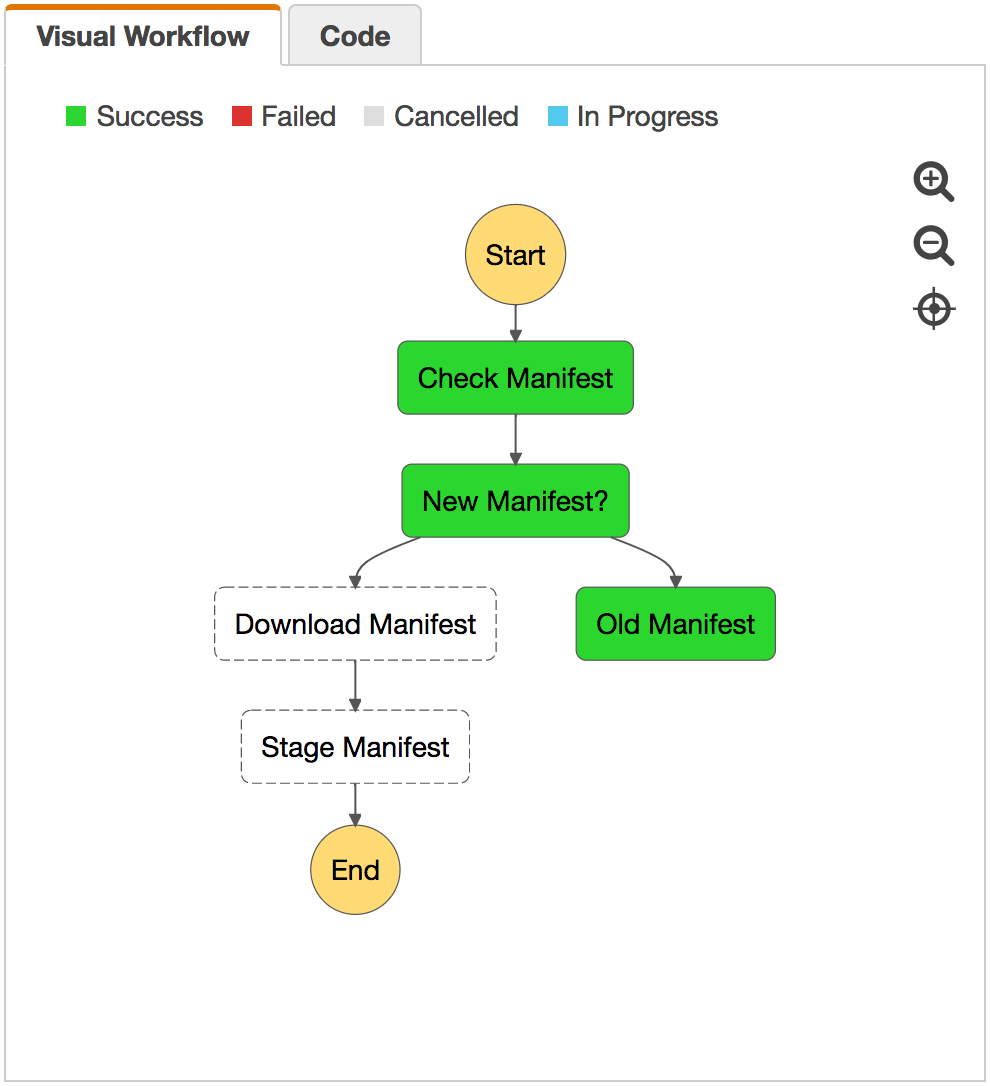 Visual Workflow Code
Success Failed Cancelled In Progress
Start
Check Manifest
New Manifest?
Download Manifest Old Manifest
Stage Manifest
End